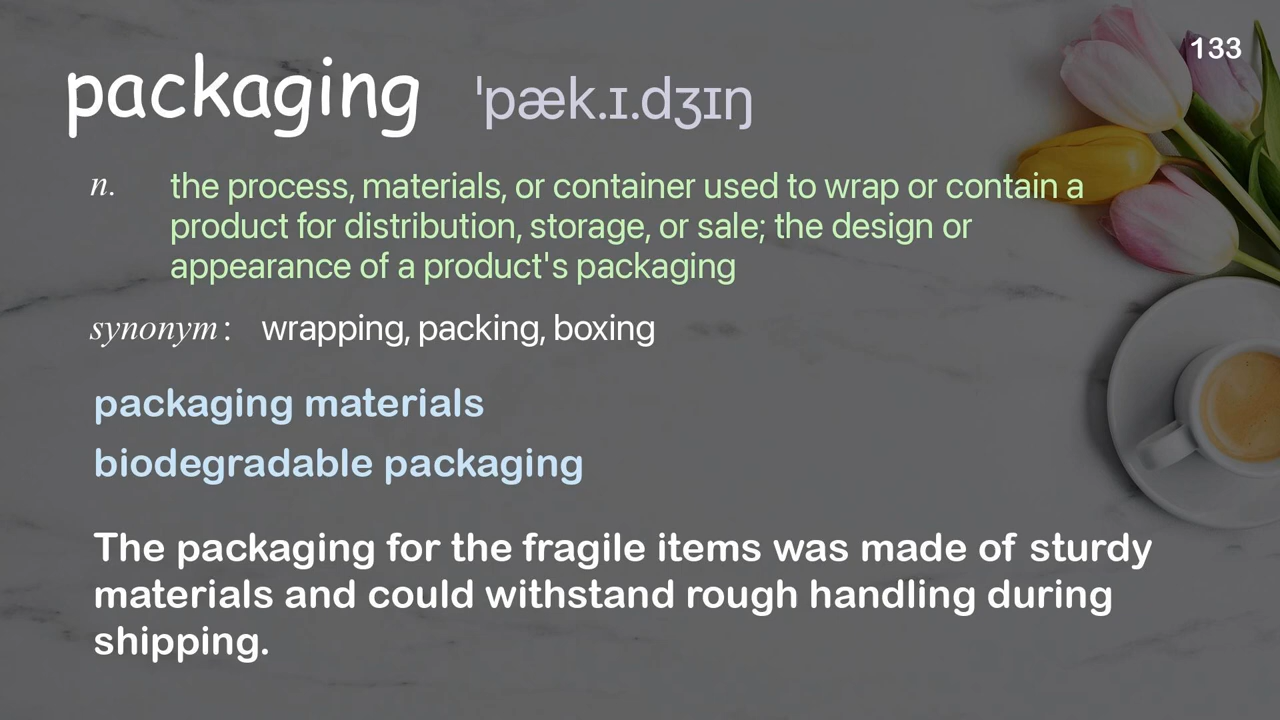 133
packaging ˈpæk.ɪ.dʒɪŋ
n. the process, materials, or container used to wrap or contain a
product for distribution, storage, or sale; the design or
appearance of a product's packaging
synonym: wrapping, packing, boxing
packaging materials
biodegradable packaging
The packaging for the fragile items was made of sturdy
materials and could withstand rough handling during
shipping.